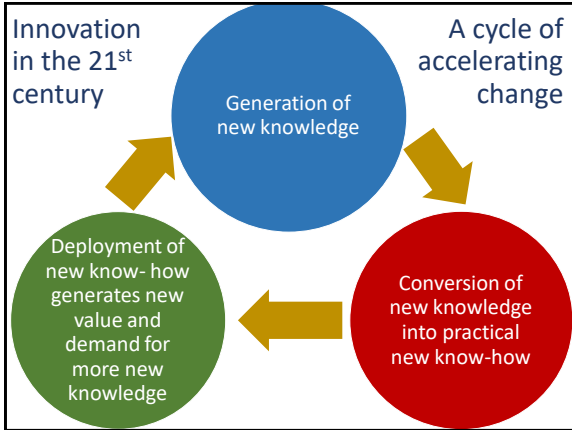 Innovation
in the 21st
century
A cycle of
accelerating
change
Generation of
new knowledge
Conversion of
new knowledge
into practical
new know-how
Deployment of
new know- how
generates new
value and
demand for
more new
knowledge